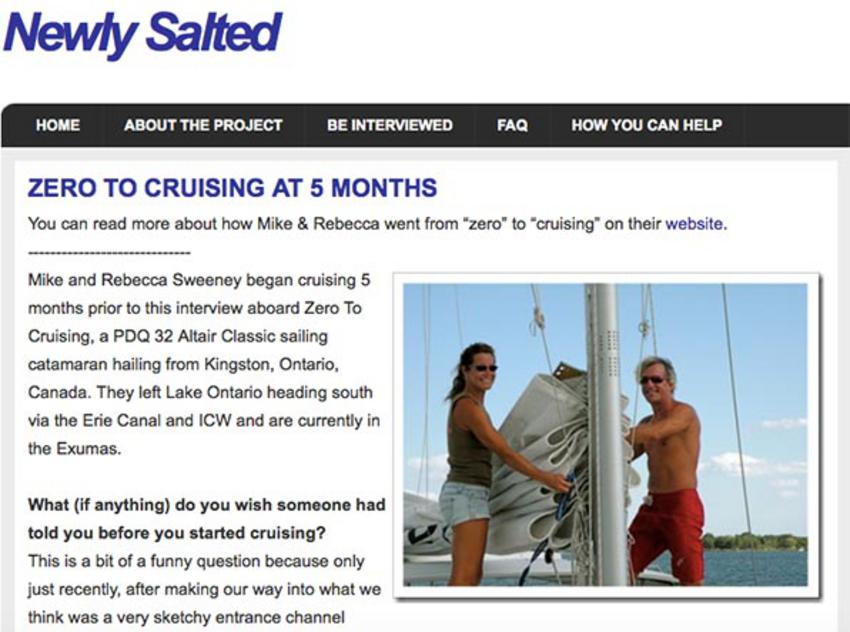 Newly Salted
HOME ABOUT THE PROJECT BE INTERVIEWED FAQ HOW YOU CAN HELP
ZERO TO CRUISING AT 5 MONTHS
You can read more about how Mike & Rebecca went from “zero” to “cruising” on their website.
-----------------------------
Mike and Rebecca Sweeney began cruising 5
months prior to this interview aboard Zero To
Cruising, a PDQ 32 Altair Classic sailing
catamaran hailing from Kingston, Ontario,
Canada. They left Lake Ontario heading south
via the Erie Canal and ICW and are currently in
the Exumas.
What (if anything) do you wish someone had
told you before you started cruising?
This is a bit of a funny question because only
just recently, after making our way into what we
think was a very sketchy entrance channel